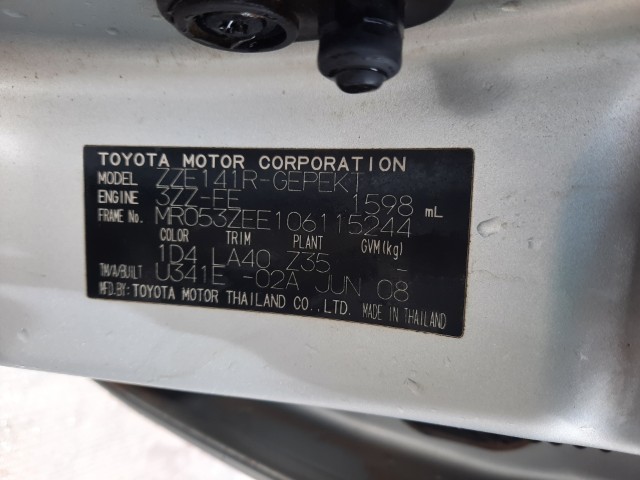 TOYOTA MOTOR CORPORATION
MODEL ZZE141R-GEPEKT
ENGINE 3ZZ-FE 1598 mL
FRAME No. MR053ZEE106115244
COLOR TRIM PLANT GVM(kg)
1D4 LA40 Z35 -
TM/A/BUILT U341E -02A JUN 08
MFD.BY: TOYOTA MOTOR THAILAND CO.,LTD. MADE IN THAILAND